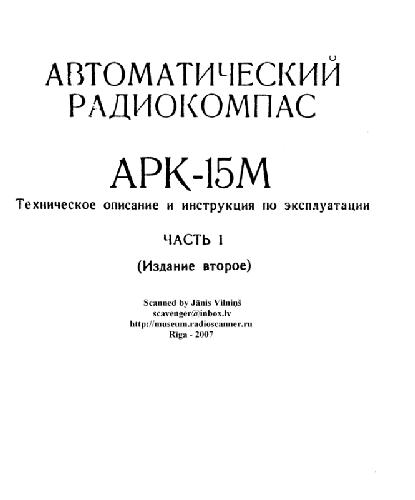 АВТОМАТИЧЕСКИЙ
РАДИОКОМПАС
АРК-15М
Техническое описание и инструкция по эксплуатации
ЧАСТЬ 1
(Издание второе)
Scanned by Jānis Vilniņš
scavenger@inbox.lv
http://museum.radioscanner.ru
Rīga - 2007